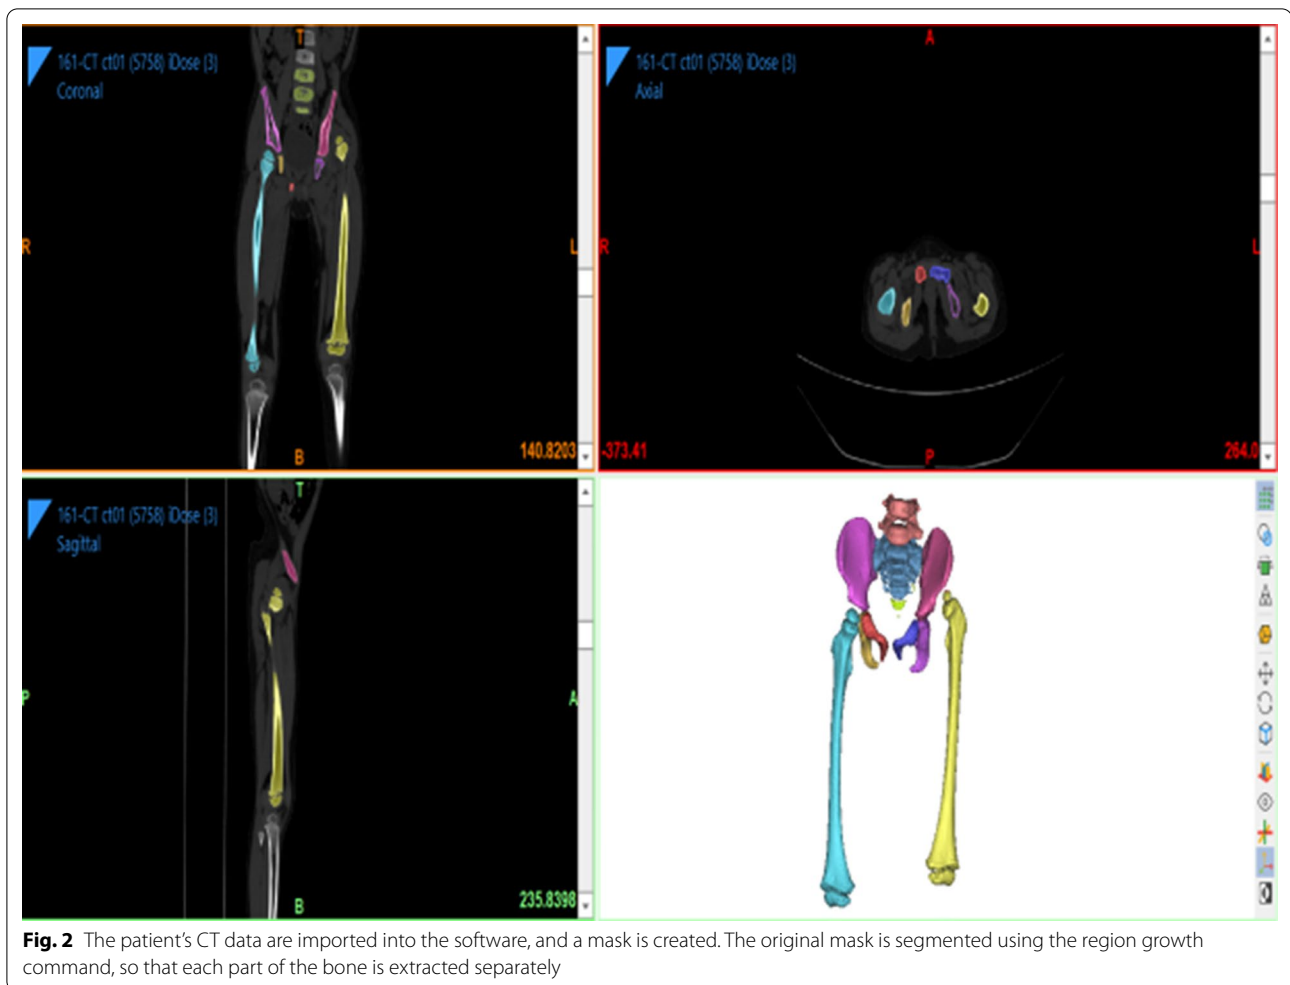 T
161-CT ct01 (5758) iDose (3)
Coronal
R
L
B
140.8203
A
161-CT ct01 (5758) iDose (3)
Axial
R
L
-373.41
P
264.0
T
161-CT ct01 (5758) iDose (3)
Sagittal
P
A
B
235.8398
Fig. 2 The patient's CT data are imported into the software, and a mask is created. The original mask is segmented using the region growth
command, so that each part of the bone is extracted separately